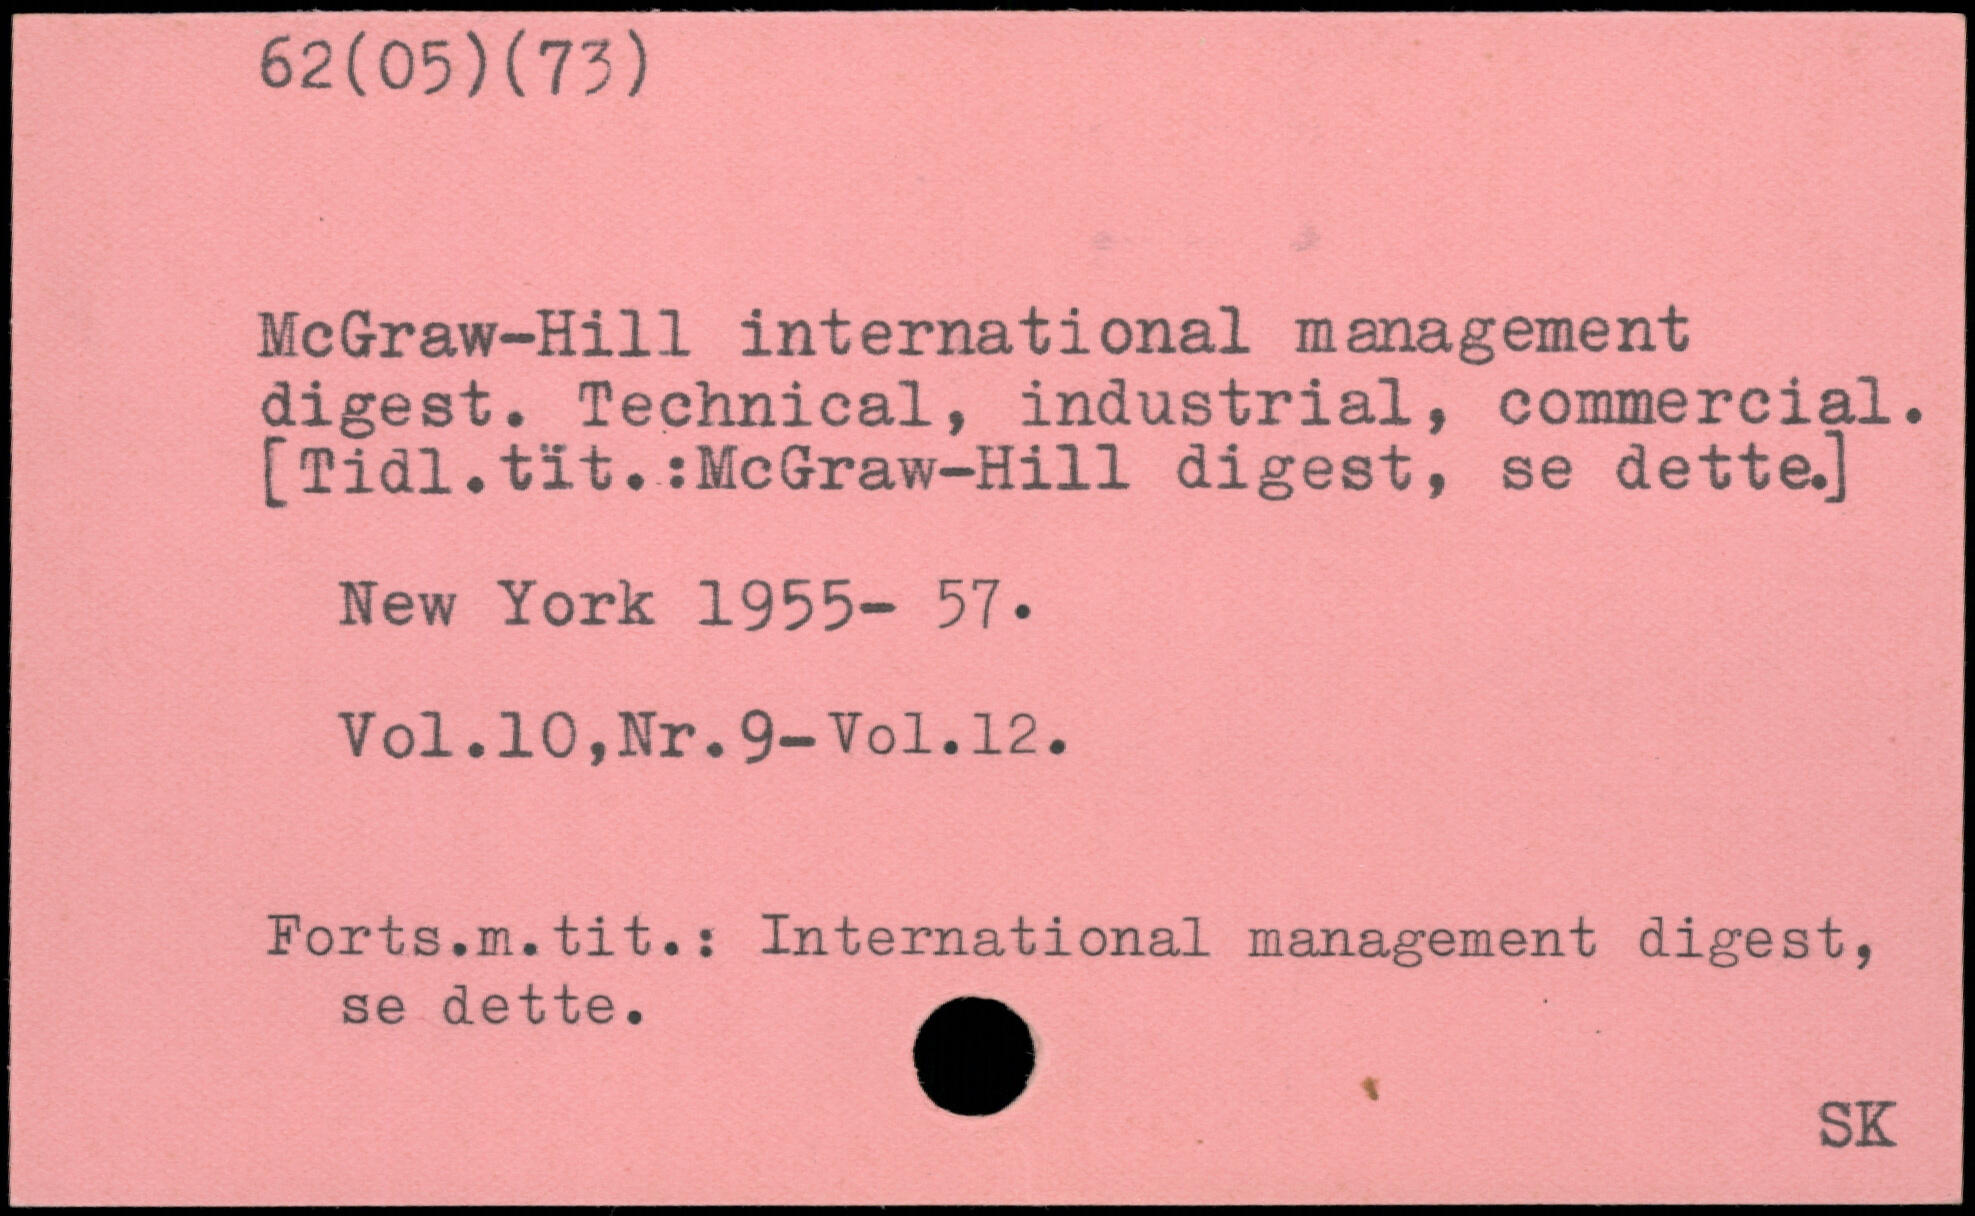 62(05)(73)
McGraw-Hill international management
digest. Technical, industrial, commercial.
[Tidl.tit.:McGraw-Hill digest, se dette.]
New York 1955- 57.
Vol.10,Nr.9-Vol.12.
Forts.m.tit.: International management digest,
se dette.
SK